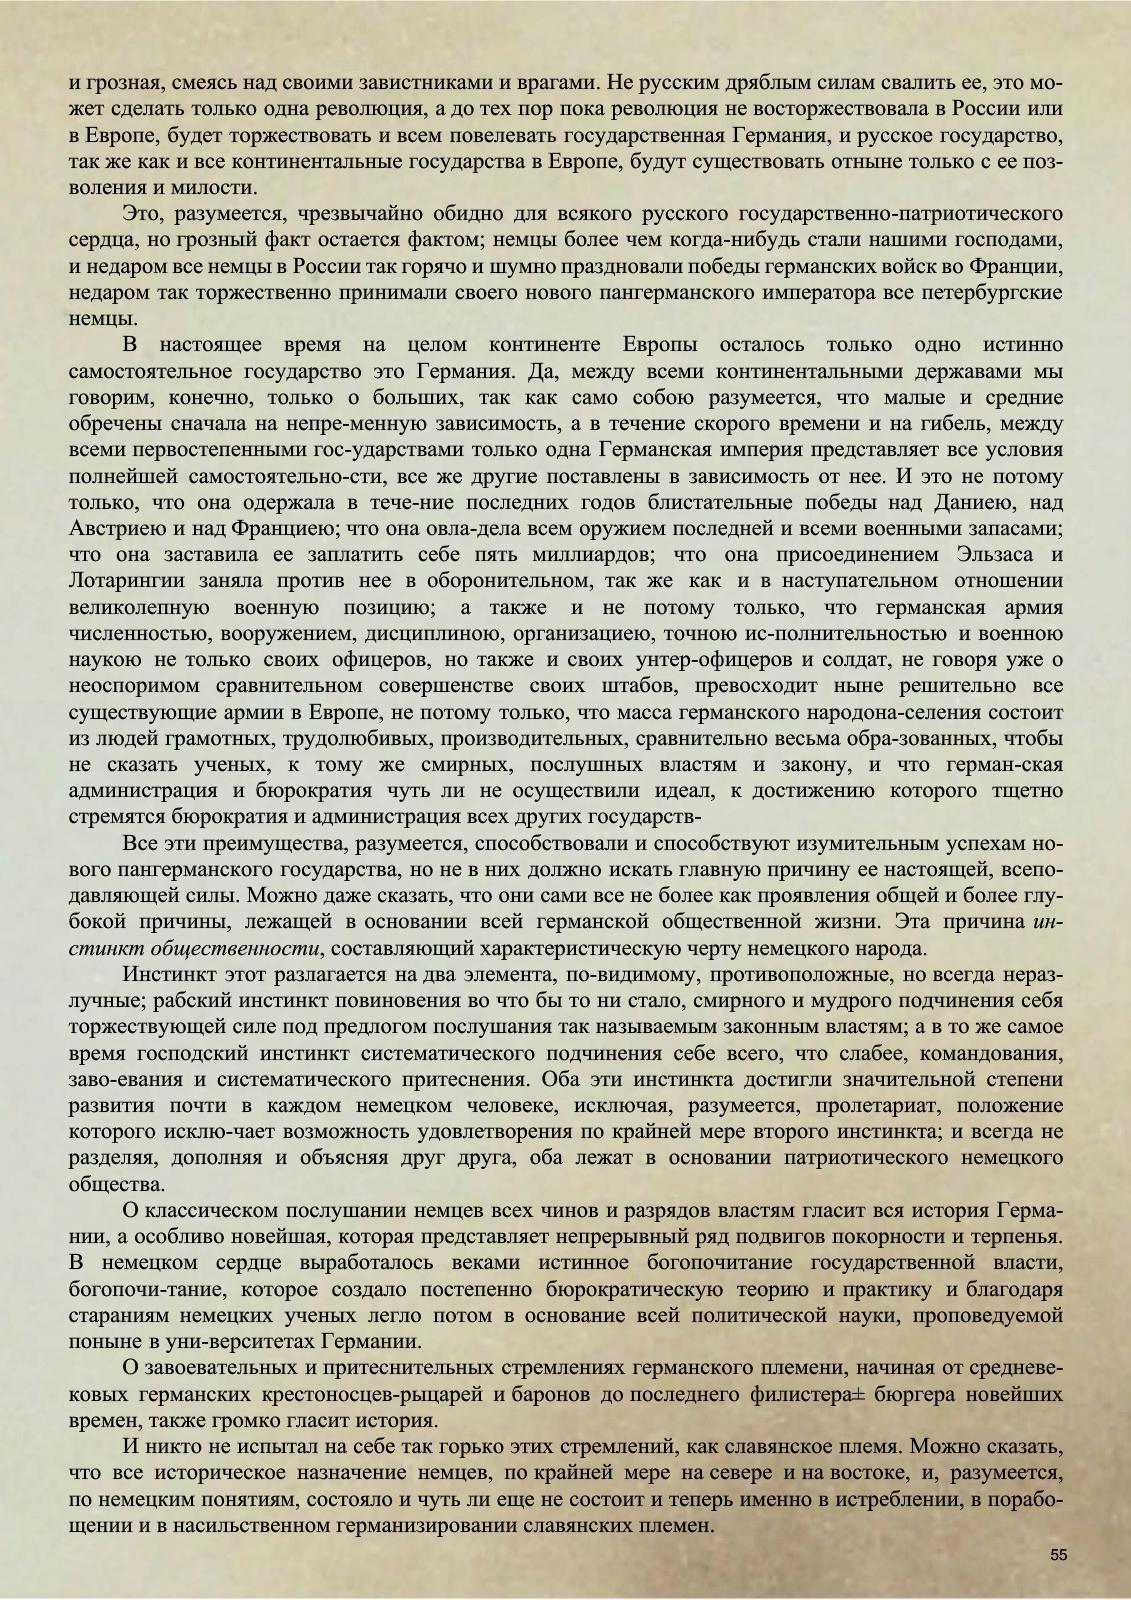 и грозная, смеясь над своими завистниками и врагами. Не русским дряблым силам свалить ее, это мо-
жет сделать только одна революция, а до тех пор пока революция не восторжествовала в России или
в Европе, будет торжествовать и всем повелевать государственная Германия, и русское государство,
так же как и все континентальные государства в Европе, будут существовать отныне только с ее поз-
воления и милости.
Это, разумеется, чрезвычайно обидно для всякого русского государственно-патриотического
сердца, но грозный факт остается фактом; немцы более чем когда-нибудь стали нашими господами,
и недаром все немцы в России так горячо и шумно праздновали победы германских войск во Франции,
недаром так торжественно принимали своего нового пангерманского императора все петербургские
немцы.
В настоящее время на целом континенте Европы осталось только одно истинно
самостоятельное государство это Германия. Да, между всеми континентальными державами мы
говорим, конечно, только о больших, так как само собою разумеется, что малые и средние
обречены сначала на непре-менную зависимость, а в течение скорого времени и на гибель, между
всеми первостепенными гос-ударствами только одна Германская империя представляет все условия
полнейшей самостоятельно-сти, все же другие поставлены в зависимость от нее. И это не потому
только, что она одержала в тече-ние последних годов блистательные победы над Даниею, над
Австриею и над Франциею; что она овла-дела всем оружием последней и всеми военными запасами;
что она заставила ее заплатить себе пять миллиардов; что она присоединением Эльзаса и
Лотарингии заняла против нее в оборонительном, так же как и в наступательном отношении
великолепную военную позицию; а также и не потому только, что германская армия
численностью, вооружением, дисциплиною, организациею, точною ис-полнительностью и военною
наукою не только своих офицеров, но также и своих унтер-офицеров и солдат, не говоря уже о
неоспоримом сравнительном совершенстве своих штабов, превосходит ныне решительно все
существующие армии в Европе, не потому только, что масса германского народона-селения состоит
из людей грамотных, трудолюбивых, производительных, сравнительно весьма обра-зованных, чтобы
не сказать ученых, к тому же смирных, послушных властям и закону, и что герман-ская
администрация и бюрократия чуть ли не осуществили идеал, к достижению которого тщетно
стремятся бюрократия и администрация всех других государств-
Все эти преимущества, разумеется, способствовали и способствуют изумительным успехам но-
вого пангерманского государства, но не в них должно искать главную причину ее настоящей, всепо-
давляющей силы. Можно даже сказать, что они сами все не более как проявления общей и более глу-
бокой причины, лежащей в основании всей германской общественной жизни. Эта причина ин-
стинкт общественности, составляющий характеристическую черту немецкого народа.
Инстинкт этот разлагается на два элемента, по-видимому, противоположные, но всегда нераз-
лучные; рабский инстинкт повиновения во что бы то ни стало, смирного и мудрого подчинения себя
торжествующей силе под предлогом послушания так называемым законным властям; а в то же самое
время господский инстинкт систематического подчинения себе всего, что слабее, командования,
заво-евания и систематического притеснения. Оба эти инстинкта достигли значительной степени
развития почти в каждом немецком человеке, исключая, разумеется, пролетариат, положение
которого исклю-чает возможность удовлетворения по крайней мере второго инстинкта; и всегда не
разделяя, дополняя и объясняя друг друга, оба лежат в основании патриотического немецкого
общества.
О классическом послушании немцев всех чинов и разрядов властям гласит вся история Герма-
нии, а особливо новейшая, которая представляет непрерывный ряд подвигов покорности и терпенья.
В немецком сердце выработалось веками истинное богопочитание государственной власти,
богопочи-тание, которое создало постепенно бюрократическую теорию и практику и благодаря
стараниям немецких ученых легло потом в основание всей политической науки, проповедуемой
поныне в уни-верситетах Германии.
О завоевательных и притеснительных стремлениях германского племени, начиная от средневе-
ковых германских крестоносцев-рыцарей и баронов до последнего филистера± бюргера новейших
времен, также громко гласит история.
И никто не испытал на себе так горько этих стремлений, как славянское племя. Можно сказать,
что все историческое назначение немцев, по крайней мере на севере и на востоке, и, разумеется,
по немецким понятиям, состояло и чуть ли еще не состоит и теперь именно в истреблении, в порабо-
щении и в насильственном германизировании славянских племен.
55